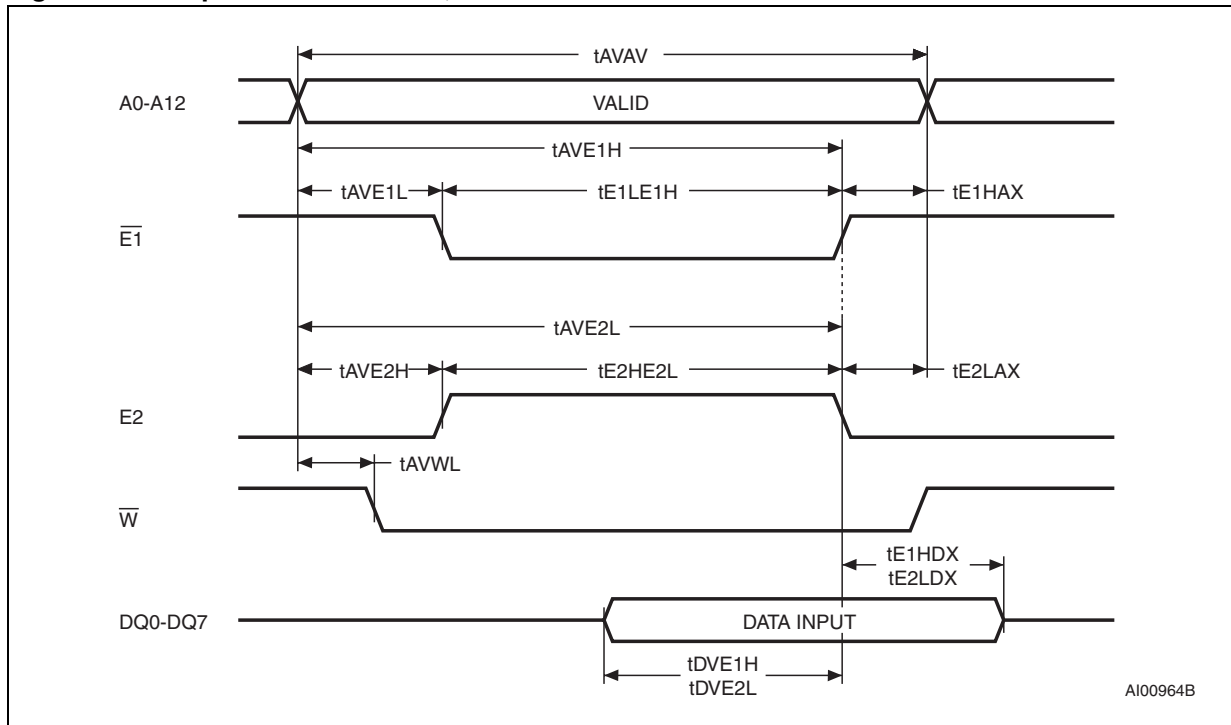 tAVAV
A0-A12
VALID
tAVE1H
tAVE1L
tE1LE1H
tE1HAX
E1
tAVE2L
tAVE2H
tE2HE2L
tE2LAX
E2
tAVWL
W
tE1HDX
tE2LDX
DQ0-DQ7
DATA INPUT
tDVE1H
tDVE2L
AI00964B